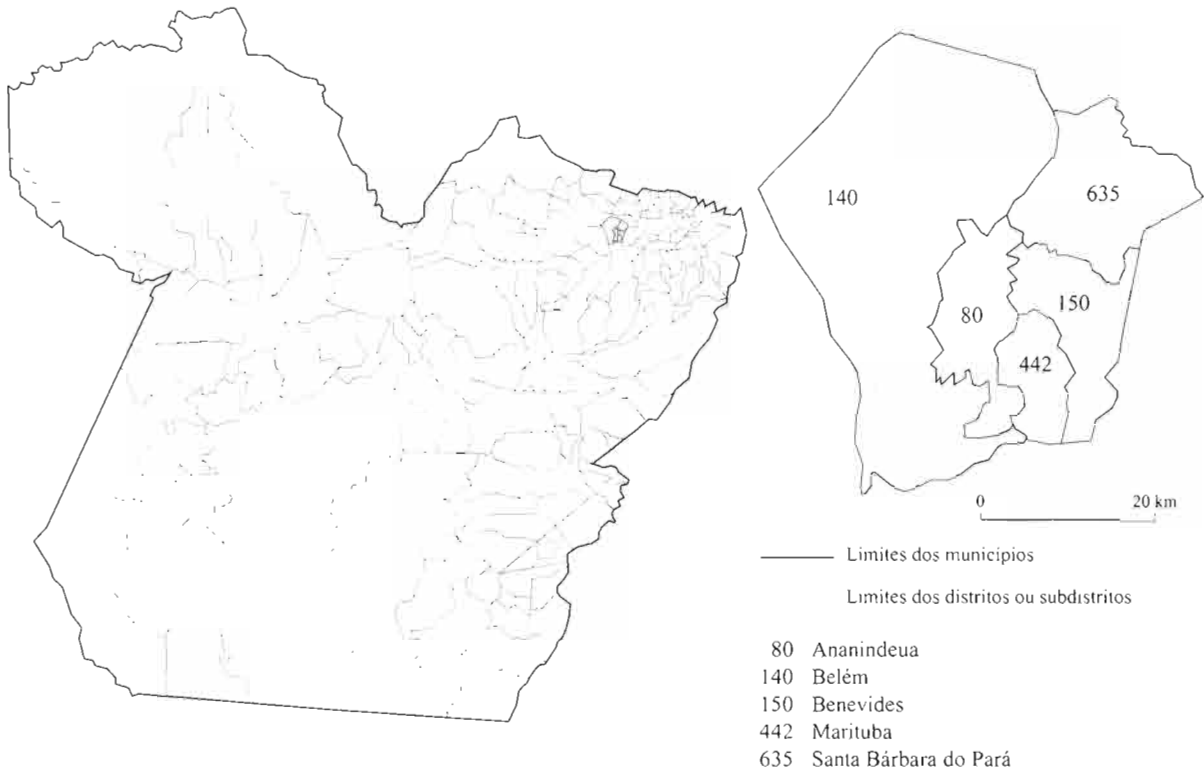 140
635
80
150
442
0 20 km
Limites dos municípios
Limites dos distritos ou subdistritos
80 Ananindeua
140 Belém
150 Benevides
442 Marituba
635 Santa Bárbara do Pará